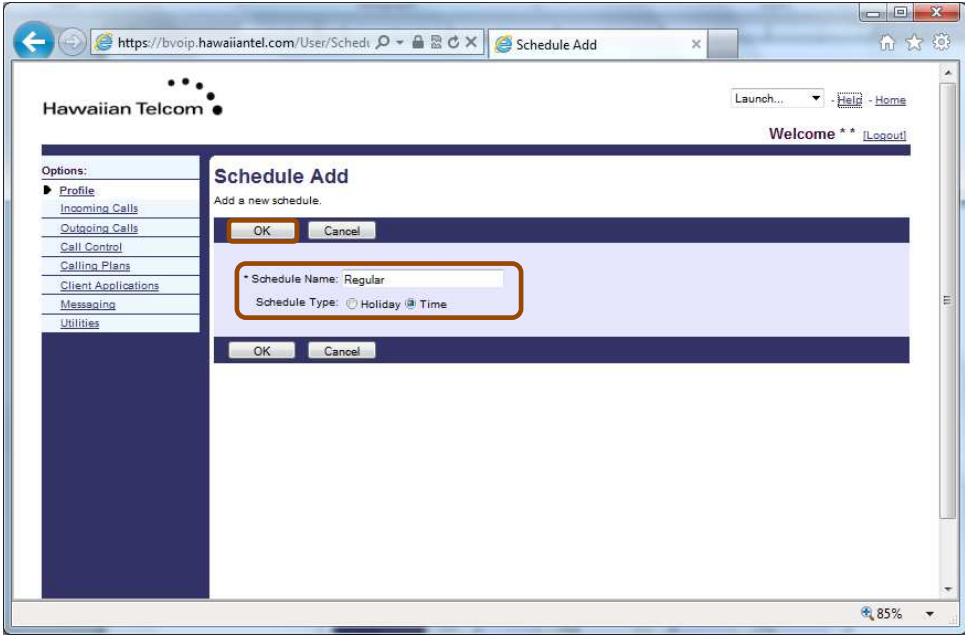 https://bvoip.hawaiiantel.com/User/Schedu
Schedule Add
Hawaiian Telcom
Launch... - Help - Home
Welcome * * [Logout]
Options:
Profile
Incoming Calls
Outgoing Calls
Call Control
Calling Plans
Client Applications
Messaging
Utilities
Schedule Add
Add a new schedule.
OK Cancel
* Schedule Name: Regular
Schedule Type: Holiday Time
OK Cancel
85%